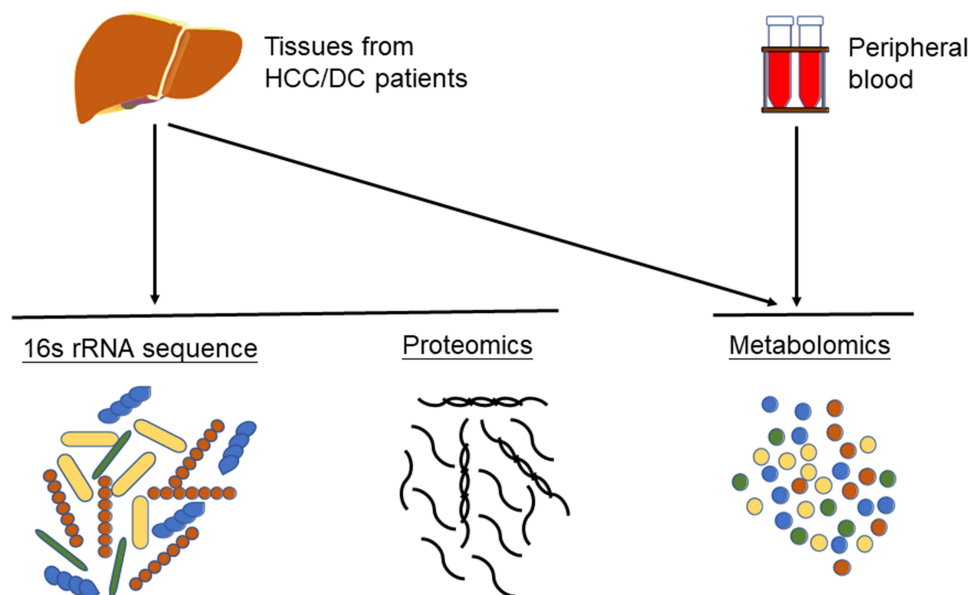 Tissues from
HCC/DC patients
Peripheral
blood
16s rRNA sequence
Proteomics
Metabolomics